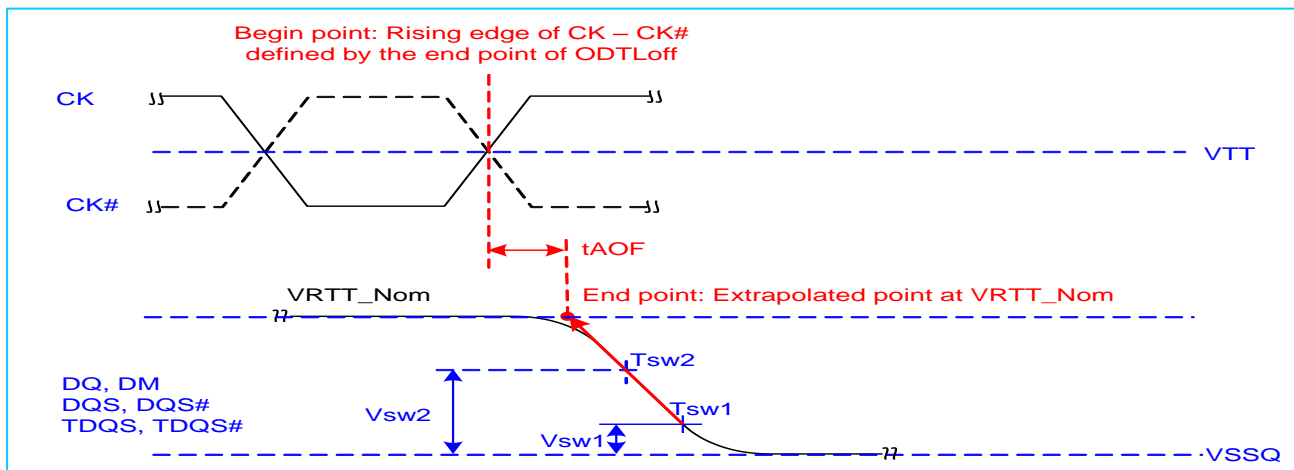 Begin point: Rising edge of CK – CK#
defined by the end point of ODTLoff
CK
VTT
CK#
tAOF
VRTT_Nom
End point: Extrapolated point at VRTT_Nom
Tsw2
DQ, DM
DQS, DQS#
TDQS, TDQS#
Vsw2
Tsw1
Vsw1
VSSQ